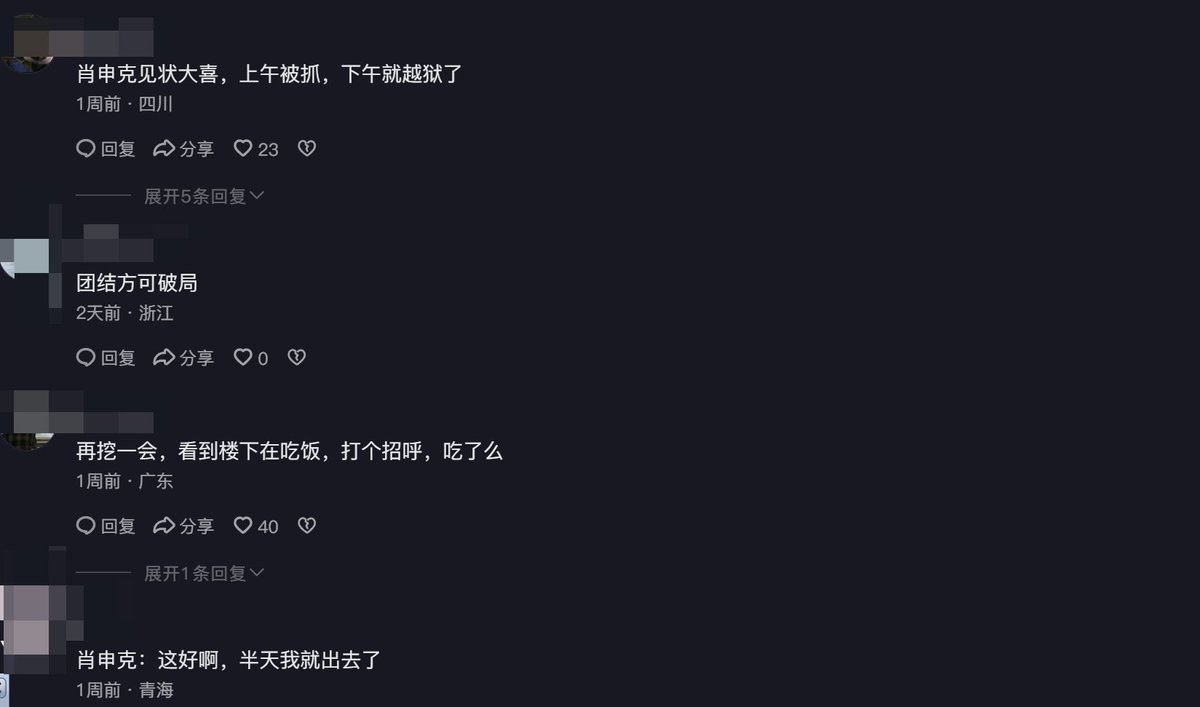 肖申克见状大喜，上午被抓，下午就越狱了
1周前 · 四川
回复 分享 23
展开5条回复
团结方可破局
2天前 · 浙江
回复 分享 0
再挖一会，看到楼下在吃饭，打个招呼，吃了么
1周前 · 广东
回复 分享 40
展开1条回复
肖申克：这好啊，半天我就出去了
1周前 · 青海